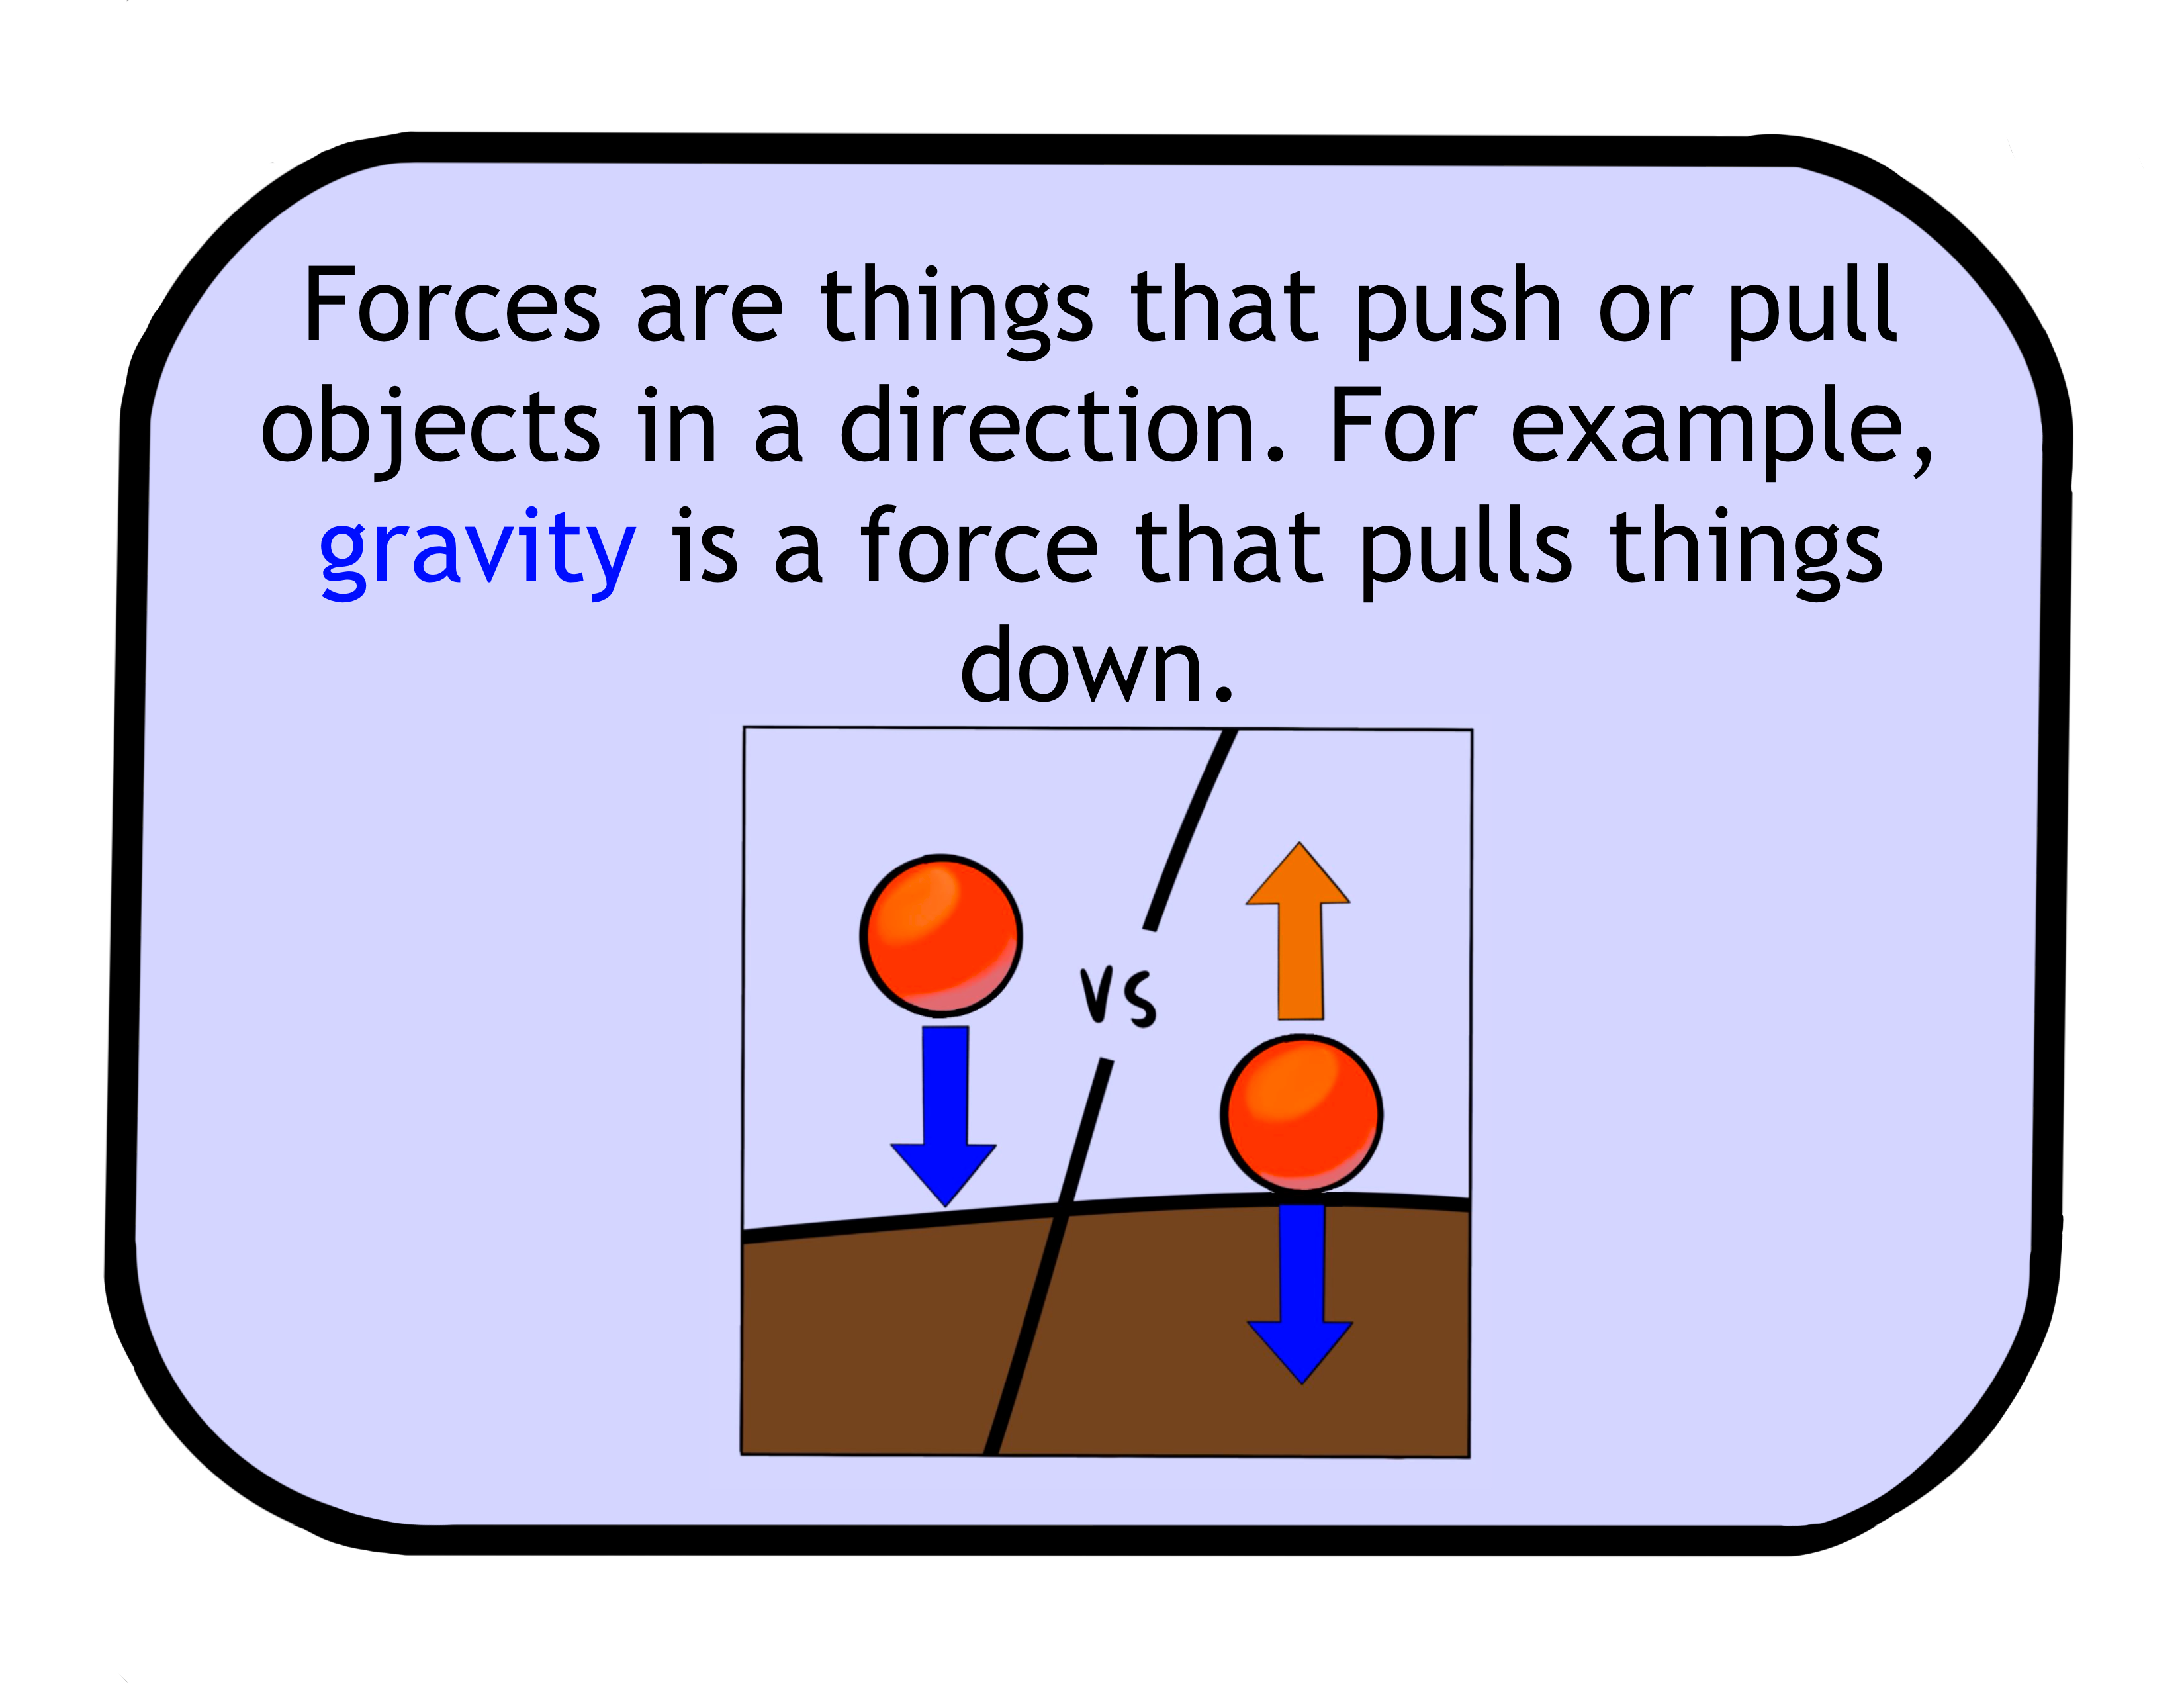 Forces are things that push or pull
objects in a direction. For example,
gravity is a force that pulls things
down.
vs